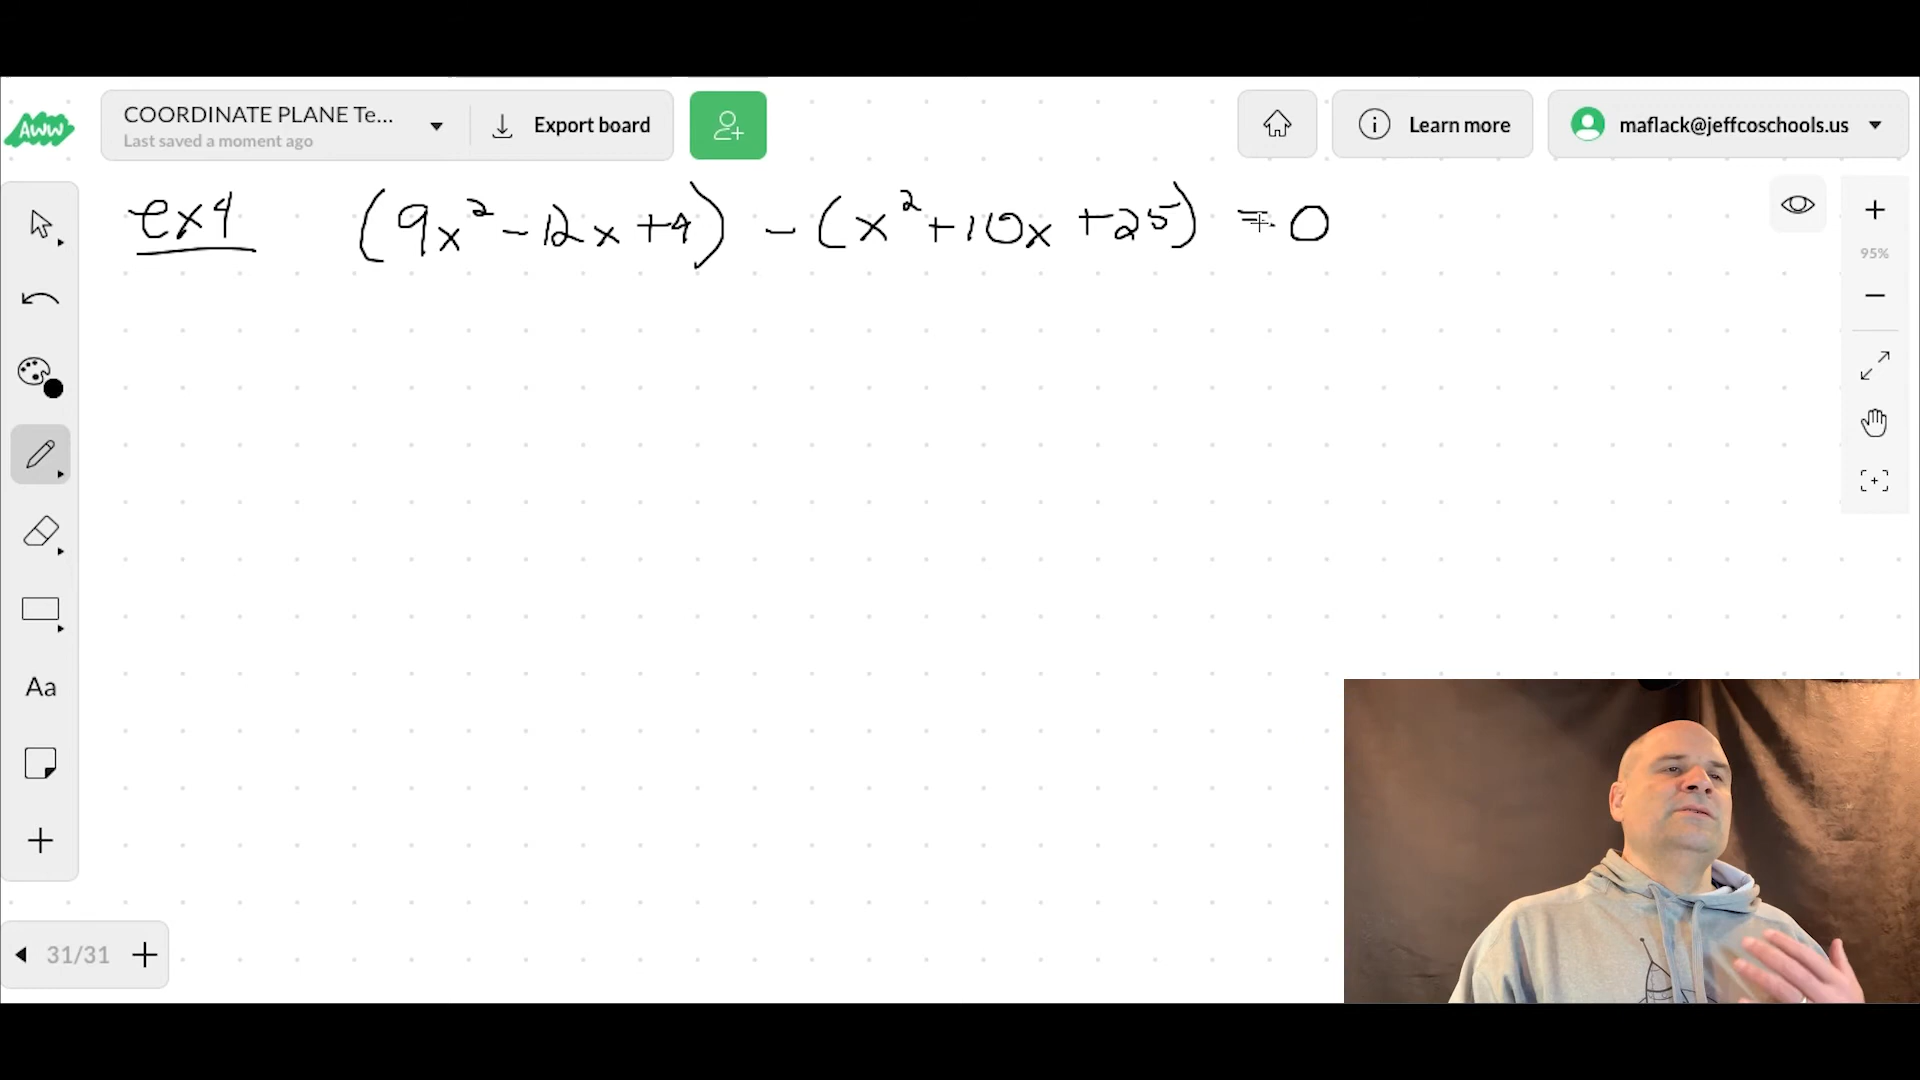 AWW
COORDINATE PLANE Te...
Last saved a moment ago
Export board
Learn more
maflack@jeffcoschools.us
ex4 (9x² - 12x + 4) - (x² + 10x + 25) = 0
95%
Aa
31/31